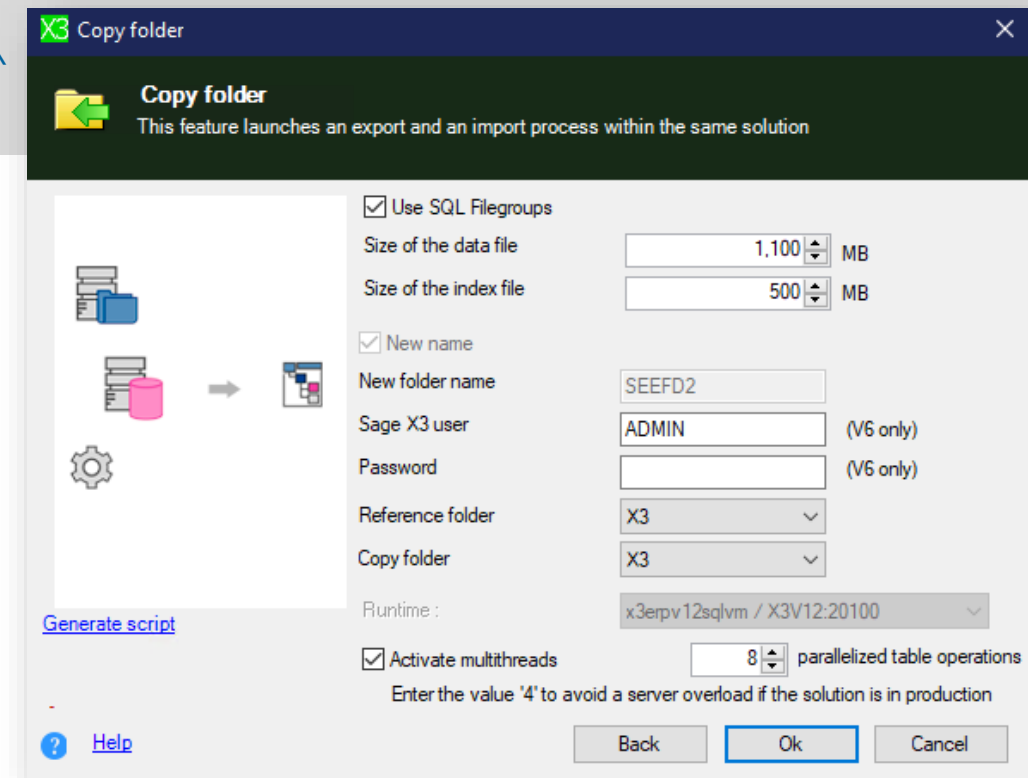 X3 Copy folder
Copy folder
This feature launches an export and an import process within the same solution
Use SQL Filegroups
Size of the data file 1,100 MB
Size of the index file 500 MB
New name
New folder name SEEFD2
Sage X3 user ADMIN (V6 only)
Password (V6 only)
Reference folder X3
Copy folder X3
Runtime : x3erpv12sqlvm / X3V12:20100
Generate script
Activate multithreads 8 parallelized table operations
Enter the value '4' to avoid a server overload if the solution is in production
-
? Help Back Ok Cancel